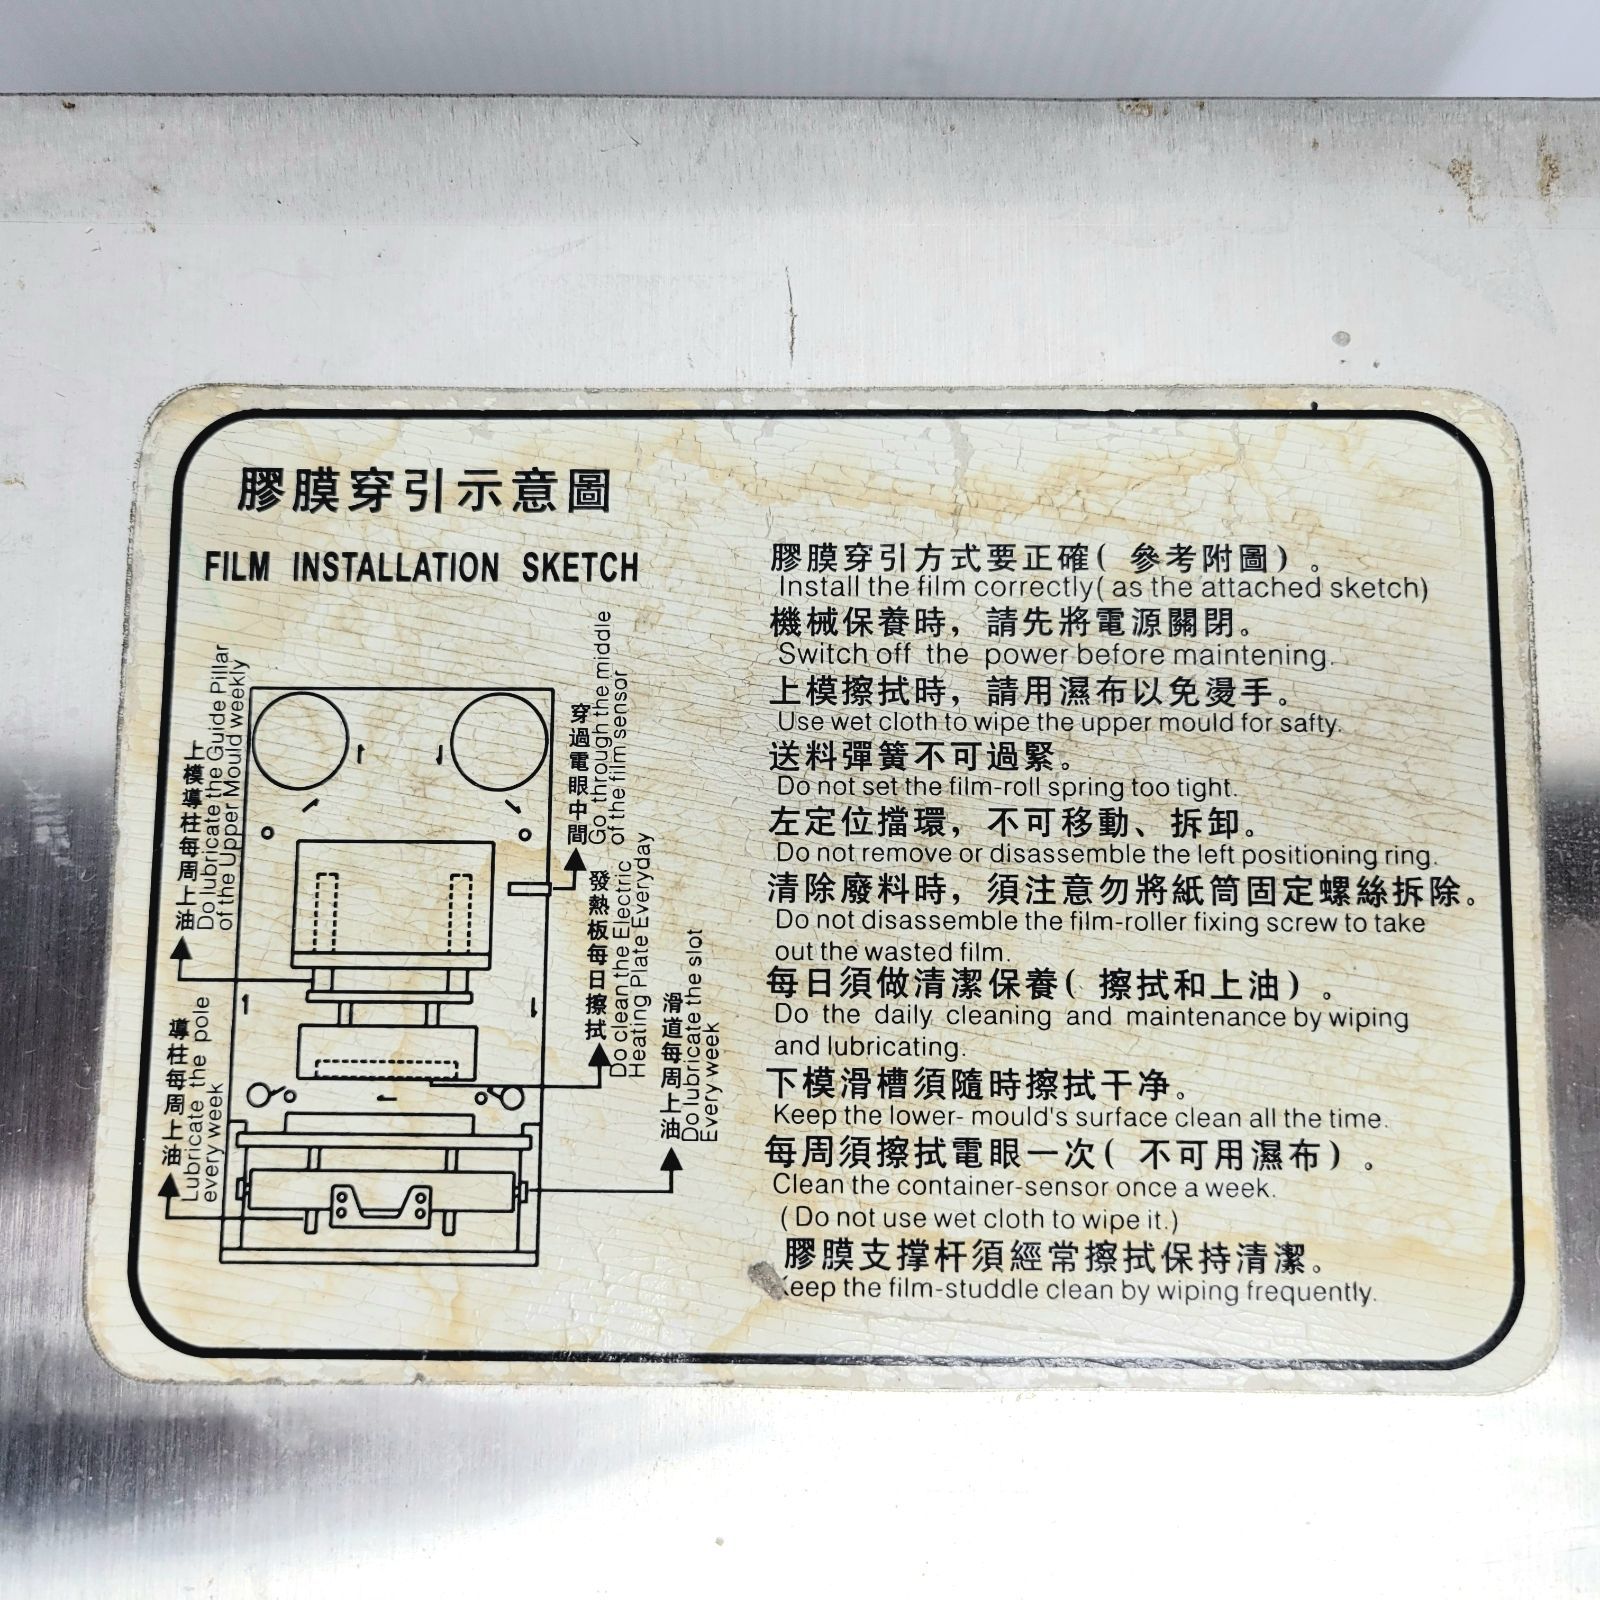 膠膜穿引示意圖
FILM INSTALLATION SKETCH
上模導柱每周上油
Do lubricate the Guide Pillar
of the Upper Mould weekly
導柱每周上油
Lubricate the pole
every week
穿過電眼中間
Go through the middle
of the film sensor
發熱板每日擦拭
Do clean the Electric
Heating Plate Everyday
滑道每周上油
Do lubricate the slot
Every week
膠膜穿引方式要正確( 參考附圖) 。
Install the film correctly( as the attached sketch)
機械保養時，請先將電源關閉。
Switch off the power before maintening.
上模擦拭時，請用濕布以免燙手。
Use wet cloth to wipe the upper mould for safty.
送料彈簧不可過緊。
Do not set the film-roll spring too tight.
左定位擋環，不可移動、拆卸。
Do not remove or disassemble the left positioning ring.
清除廢料時，須注意勿將紙筒固定螺絲拆除。
Do not disassemble the film-roller fixing screw to take
out the wasted film.
每日須做清潔保養( 擦拭和上油) 。
Do the daily cleaning and maintenance by wiping
and lubricating.
下模滑槽須隨時擦拭干净。
Keep the lower- mould's surface clean all the time.
每周須擦拭電眼一次( 不可用濕布) 。
Clean the container-sensor once a week.
( Do not use wet cloth to wipe it.)
膠膜支撐杆須經常擦拭保持清潔。
Keep the film-studdle clean by wiping frequently.